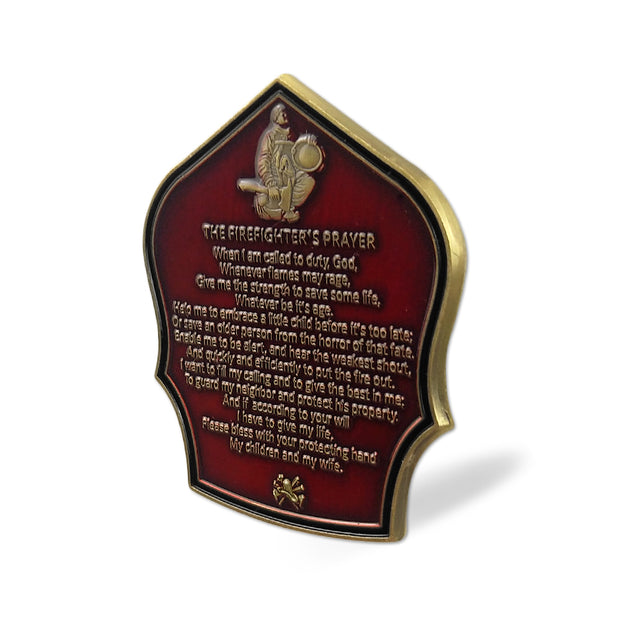 THE FIREFIGHTER'S PRAYER
When I am called to duty, God,
Whenever flames may rage,
Give me the strength to save some life,
Whatever be it's age.
Help me to embrace a little child before it's too late;
Or save an older person from the horror of that fate.
Enable me to be alert, and hear the weakest shout,
And quickly and efficiently to put the fire out.
I want to fill my calling and to give the best in me;
To guard my neighbor and protect his property.
And if according to your will
I have to give my life,
Please bless with your protecting hand
My children and my wife.